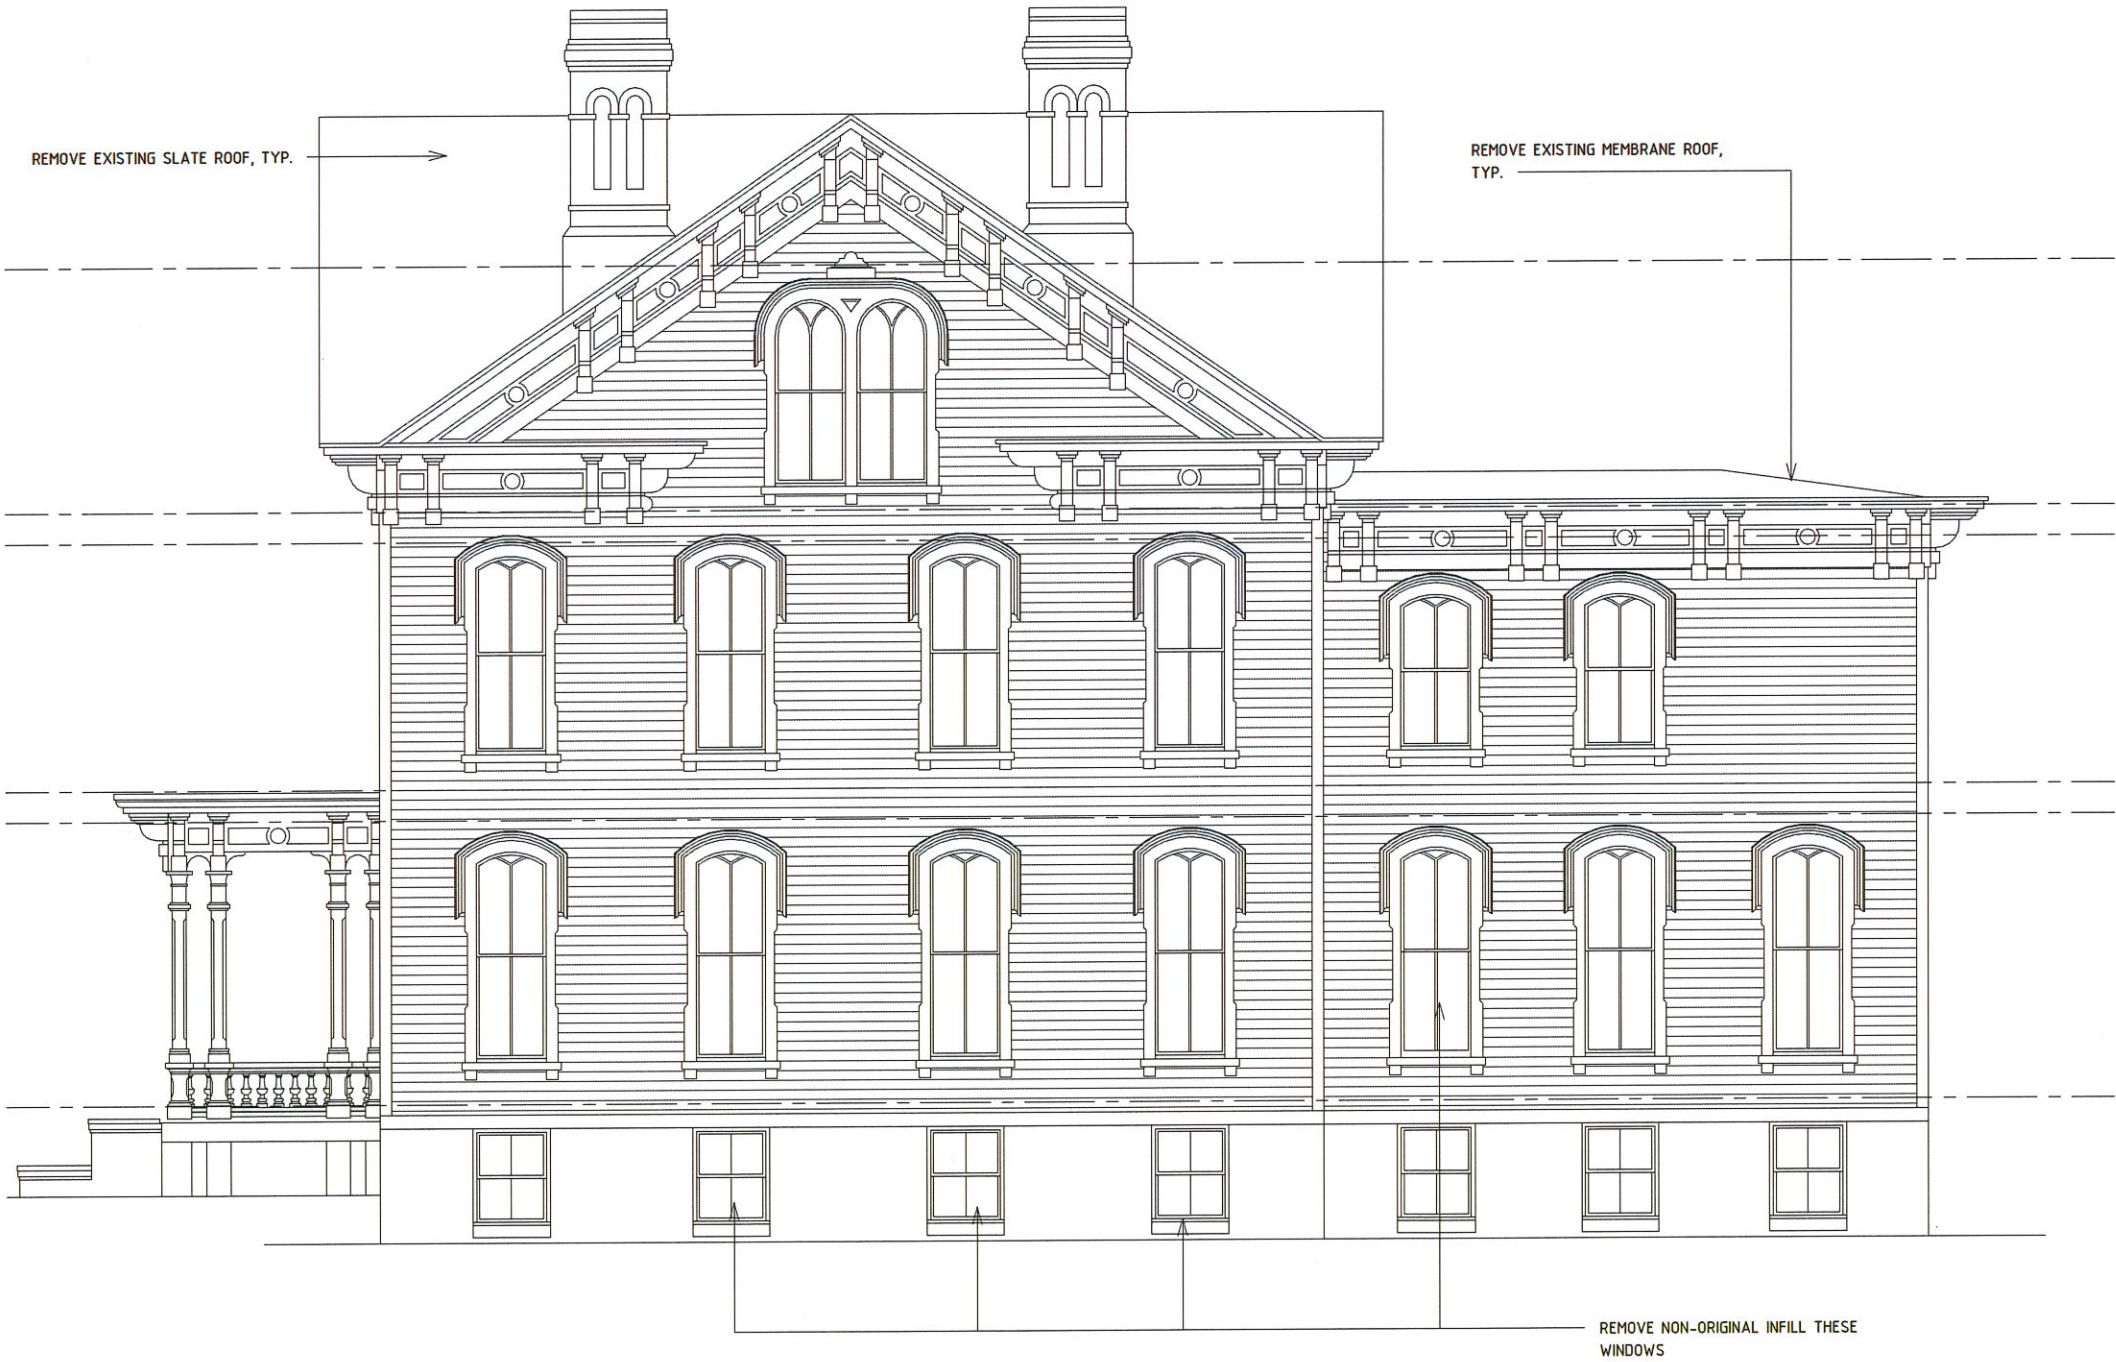 REMOVE EXISTING SLATE ROOF, TYP.
REMOVE EXISTING MEMBRANE ROOF,
TYP.
REMOVE NON-ORIGINAL INFILL THESE
WINDOWS